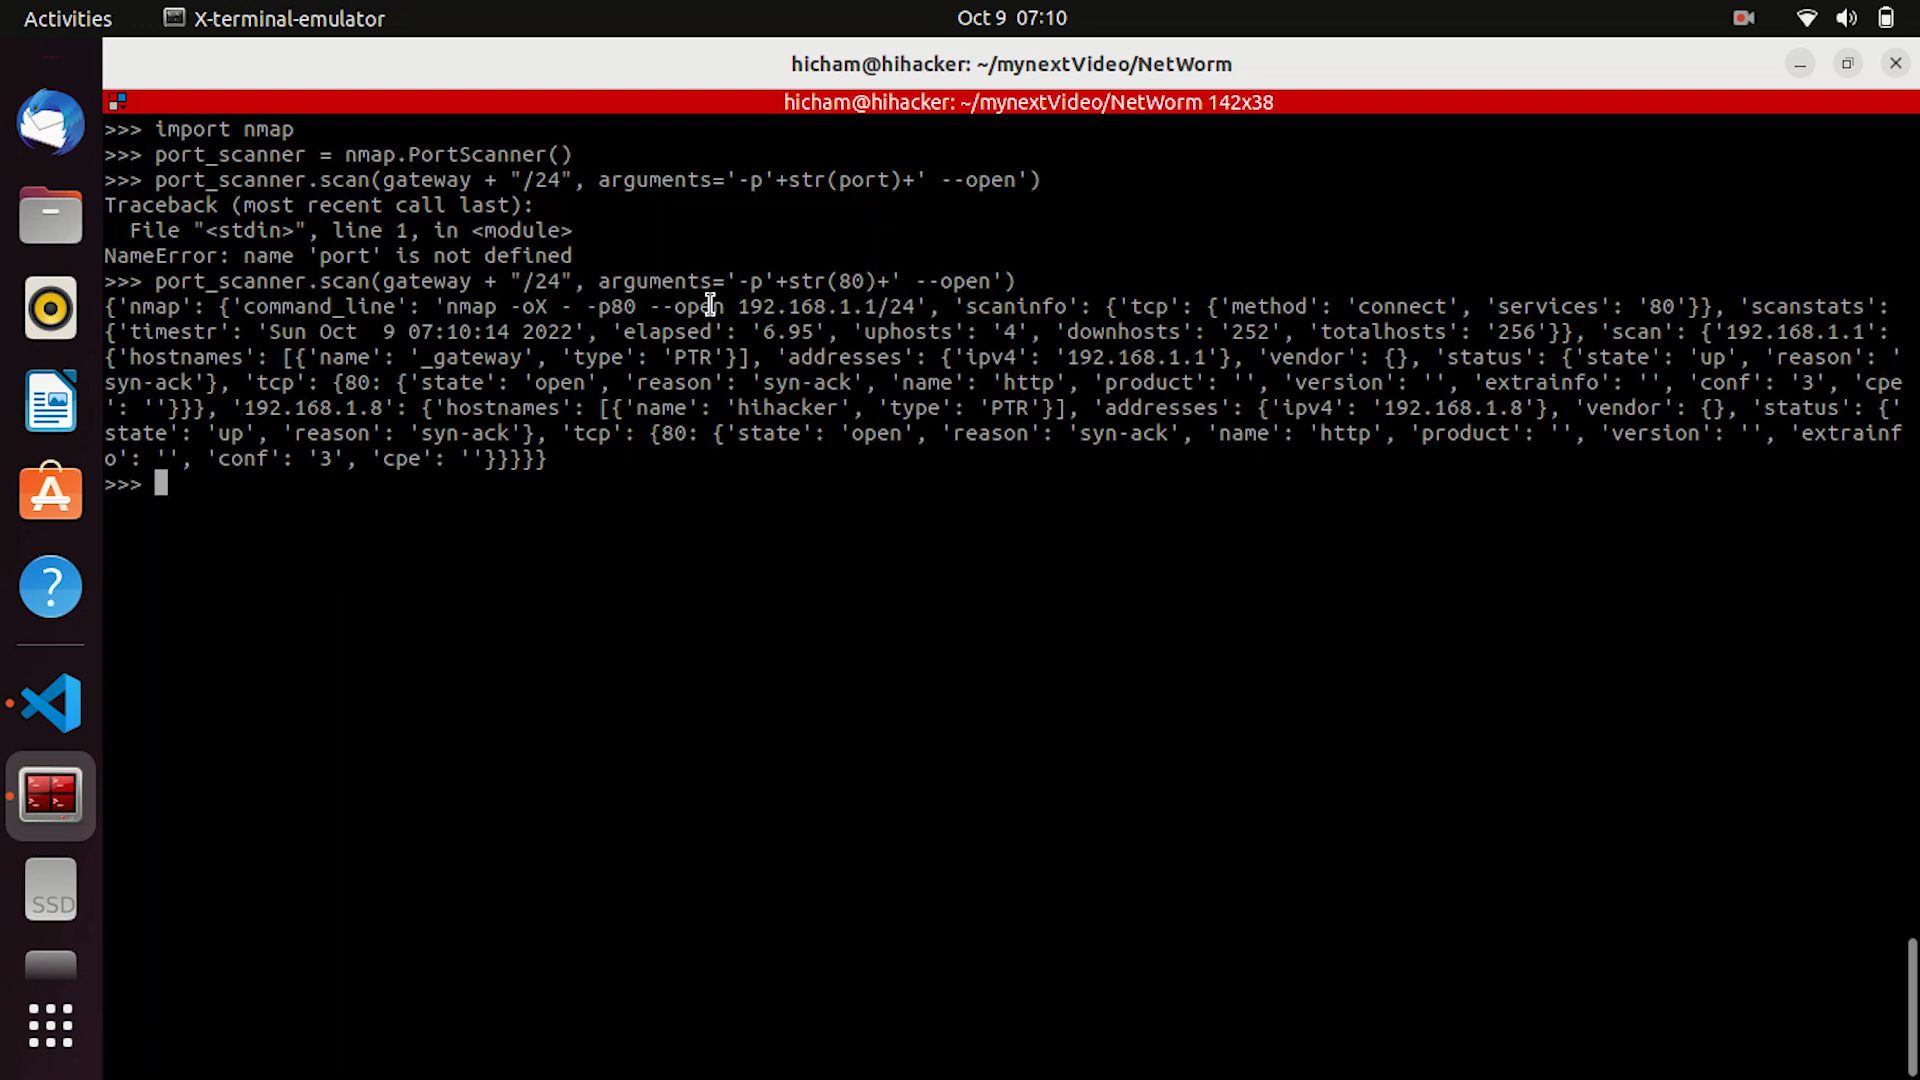 Activities
X-terminal-emulator
Oct 9 07:10
hicham@hihacker: ~/mynextVideo/NetWorm
hicham@hihacker: ~/mynextVideo/NetWorm 142x38
>>> import nmap
>>> port_scanner = nmap.PortScanner()
>>> port_scanner.scan(gateway + "/24", arguments='-p'+str(port)+' --open')
Traceback (most recent call last):
  File "<stdin>", line 1, in <module>
NameError: name 'port' is not defined
>>> port_scanner.scan(gateway + "/24", arguments='-p'+str(80)+' --open')
{'nmap': {'command_line': 'nmap -oX - -p80 --open 192.168.1.1/24', 'scaninfo': {'tcp': {'method': 'connect', 'services': '80'}}, 'scanstats':
{'timestr': 'Sun Oct  9 07:10:14 2022', 'elapsed': '6.95', 'uphosts': '4', 'downhosts': '252', 'totalhosts': '256'}}, 'scan': {'192.168.1.1':
{'hostnames': [{'name': '_gateway', 'type': 'PTR'}], 'addresses': {'ipv4': '192.168.1.1'}, 'vendor': {}, 'status': {'state': 'up', 'reason': '
syn-ack'}, 'tcp': {80: {'state': 'open', 'reason': 'syn-ack', 'name': 'http', 'product': '', 'version': '', 'extrainfo': '', 'conf': '3', 'cpe
': ''}}}, '192.168.1.8': {'hostnames': [{'name': 'hihacker', 'type': 'PTR'}], 'addresses': {'ipv4': '192.168.1.8'}, 'vendor': {}, 'status': {'
state': 'up', 'reason': 'syn-ack'}, 'tcp': {80: {'state': 'open', 'reason': 'syn-ack', 'name': 'http', 'product': '', 'version': '', 'extrainf
o': '', 'conf': '3', 'cpe': ''}}}}}
>>>
SSD